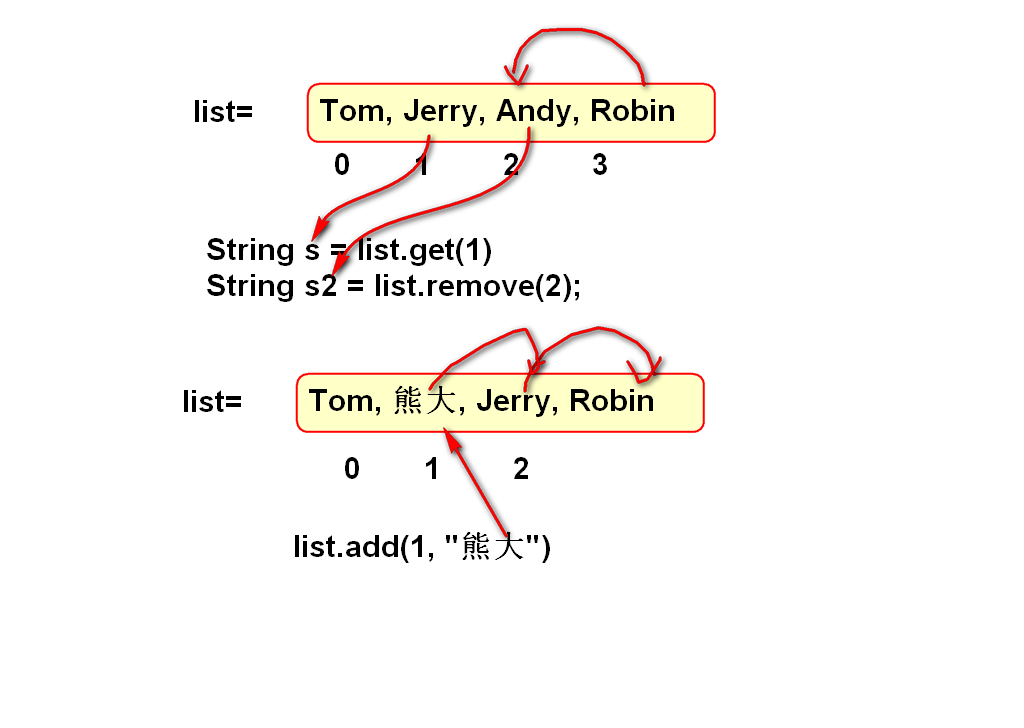 list= Tom, Jerry, Andy, Robin
0 1 2 3
String s = list.get(1)
String s2 = list.remove(2);
list= Tom, 熊大, Jerry, Robin
0 1 2
list.add(1, "熊大")